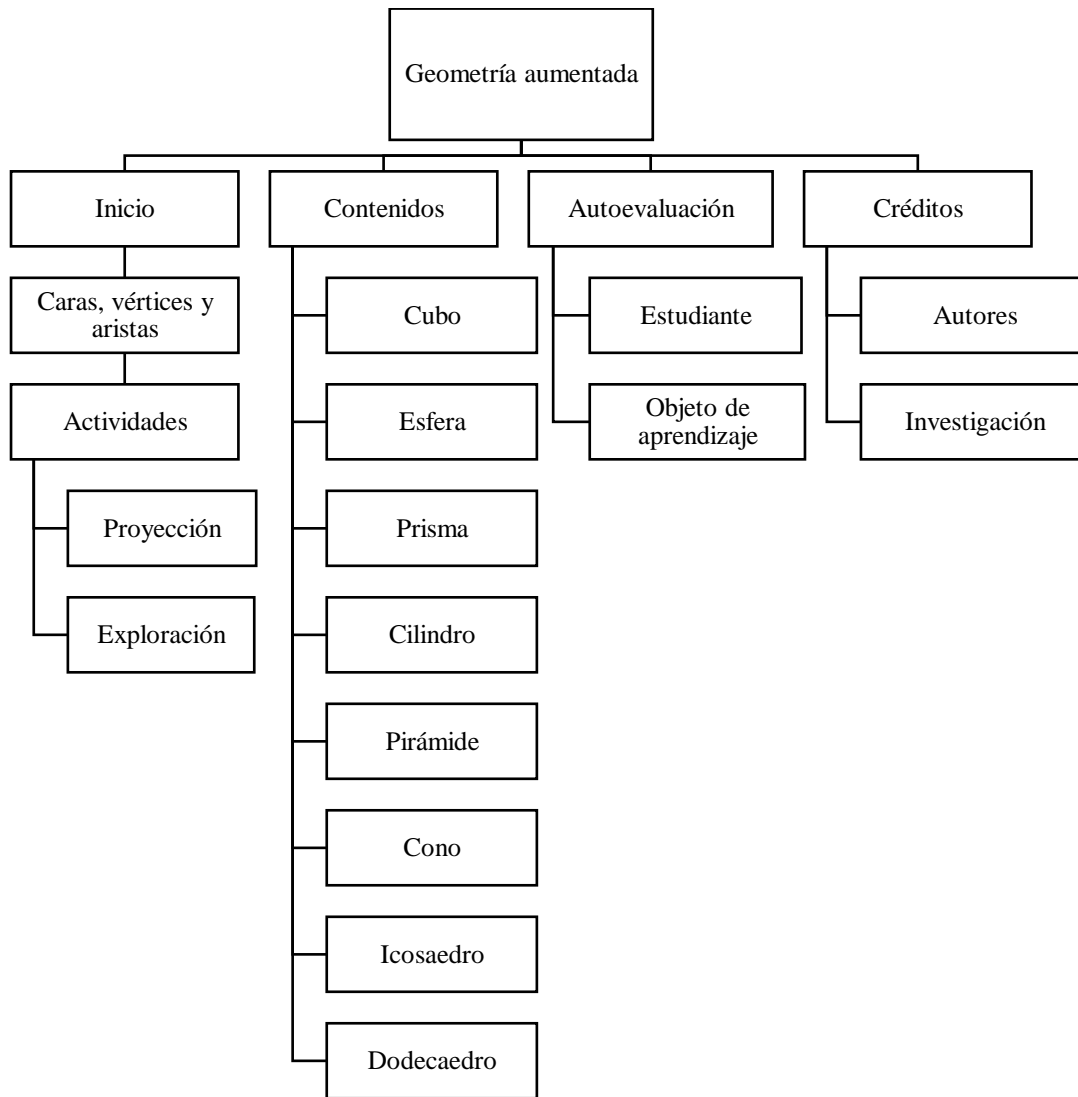 Geometría aumentada
Inicio
Contenidos
Autoevaluación
Créditos
Caras, vértices y
aristas
Actividades
Proyección
Exploración
Cubo
Esfera
Prisma
Cilindro
Pirámide
Cono
Icosaedro
Dodecaedro
Estudiante
Objeto de
aprendizaje
Autores
Investigación